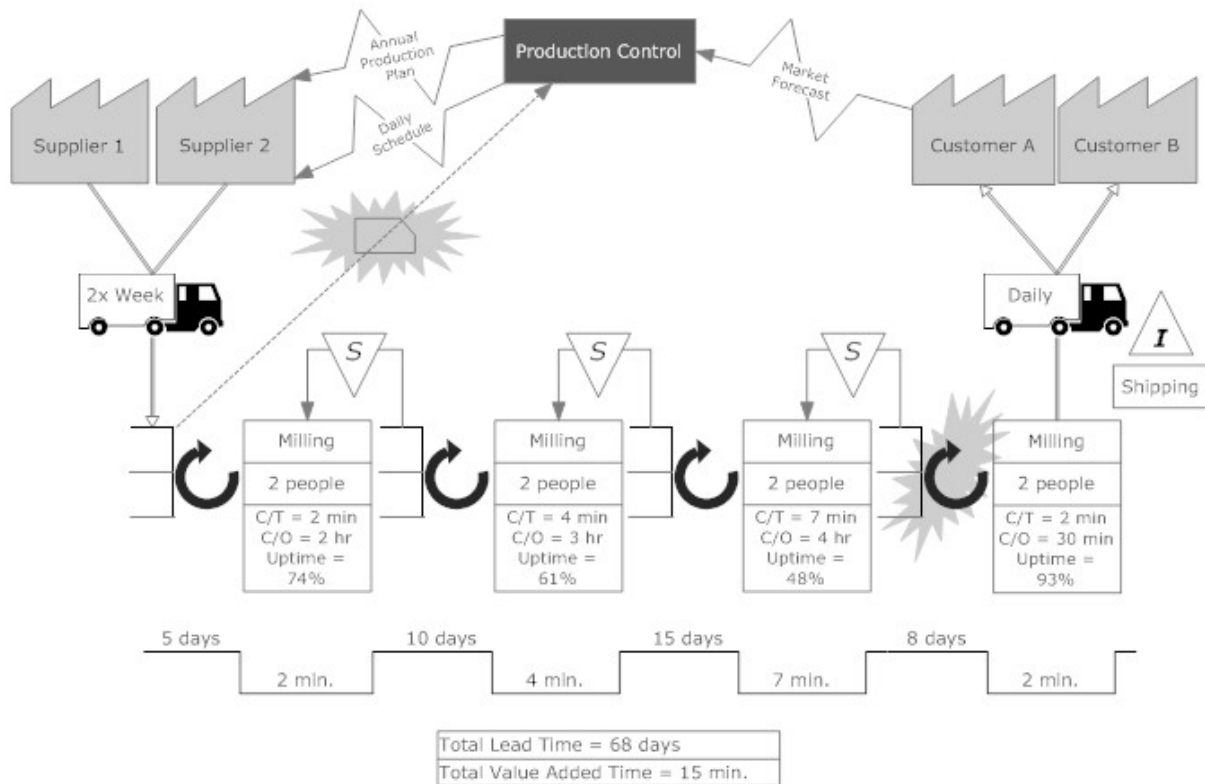 Production Control
Annual
Production
Plan
Market
Forecast
Daily
Schedule
Supplier 1
Supplier 2
Customer A
Customer B
2x Week
Daily
I
Shipping
S
S
S
Milling
2 people
C/T = 2 min
C/O = 2 hr
Uptime =
74%
Milling
2 people
C/T = 4 min
C/O = 3 hr
Uptime =
61%
Milling
2 people
C/T = 7 min
C/O = 4 hr
Uptime =
48%
Milling
2 people
C/T = 2 min
C/O = 30 min
Uptime =
93%
5 days
10 days
15 days
8 days
2 min.
4 min.
7 min.
2 min.
Total Lead Time = 68 days
Total Value Added Time = 15 min.